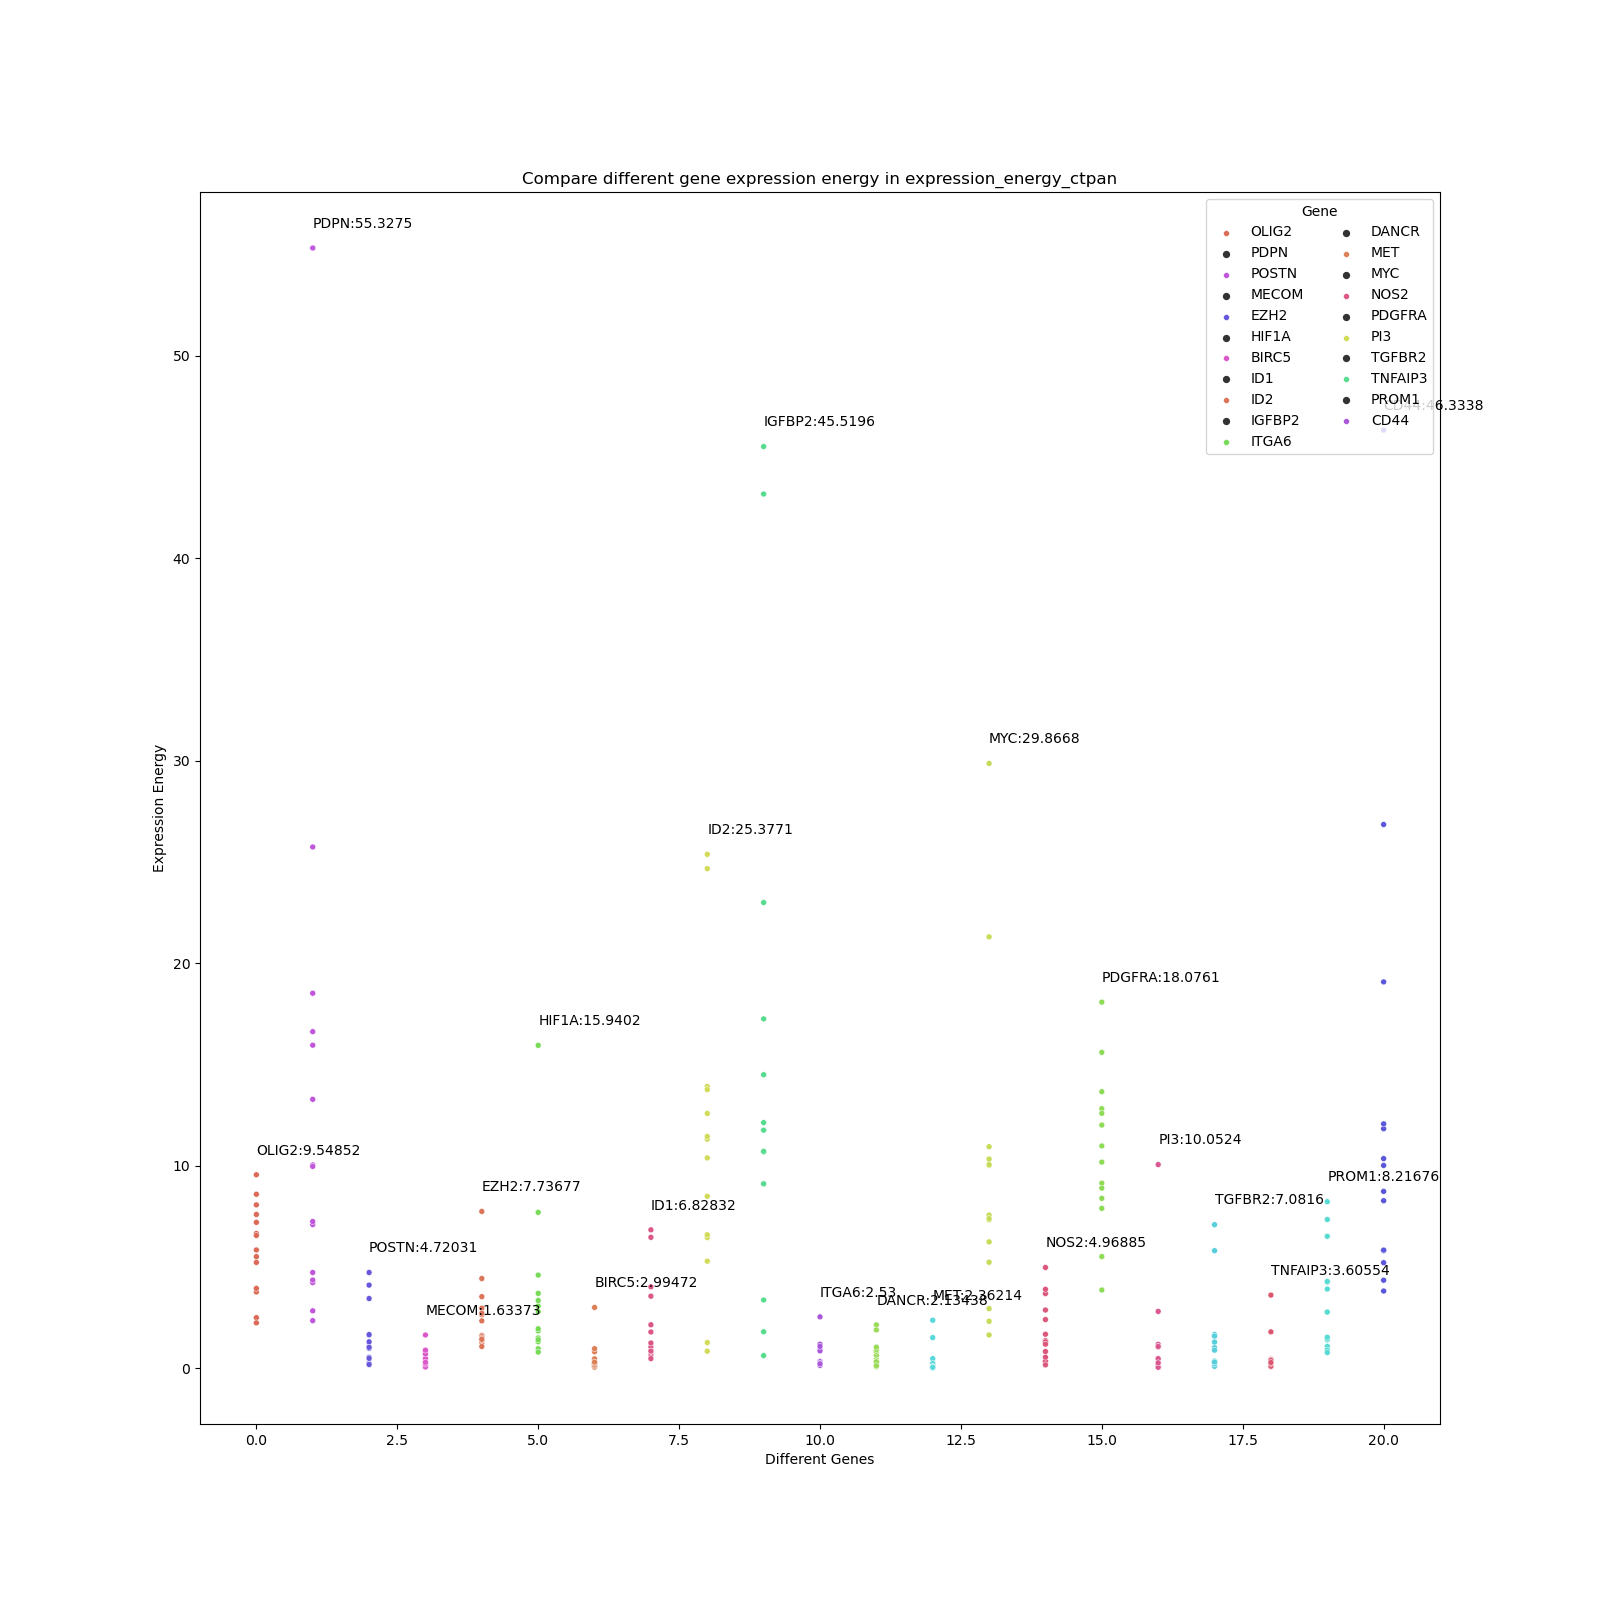 Compare different gene expression energy in expression_energy_ctpan
PDPN:55.3275
Gene
OLIG2
PDPN
POSTN
MECOM
EZH2
HIF1A
BIRC5
ID1
ID2
IGFBP2
ITGA6
DANCR
MET
MYC
NOS2
PDGFRA
PI3
TGFBR2
TNFAIP3
PROM1
CD44
CD44:46.3338
IGFBP2:45.5196
MYC:29.8668
ID2:25.3771
PDGFRA:18.0761
HIF1A:15.9402
OLIG2:9.54852
PI3:10.0524
EZH2:7.73677
PROM1:8.21676
ID1:6.82832
TGFBR2:7.0816
POSTN:4.72031
NOS2:4.96885
BIRC5:2.99472
TNFAIP3:3.60554
MECOM:1.63373
ITGA6:2.53
DANCR:2.13438
MET:2.36214
50
40
30
20
10
0
Expression Energy
0.0
2.5
5.0
7.5
10.0
12.5
15.0
17.5
20.0
Different Genes